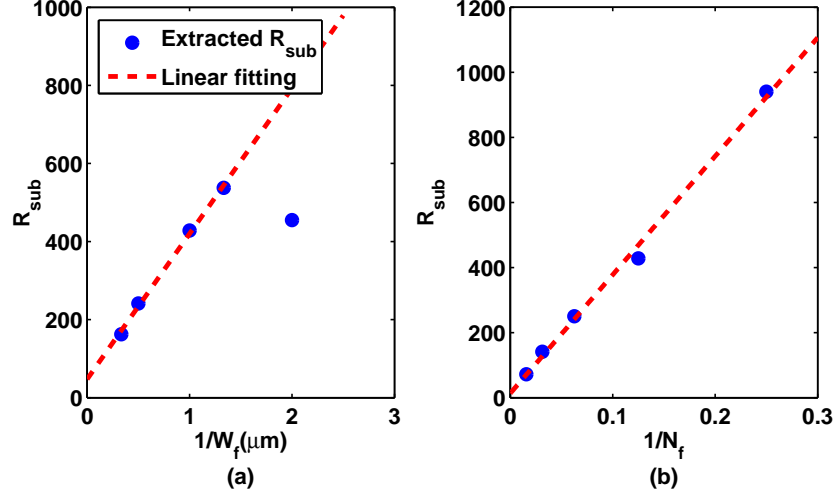 1000
800
600
400
200
0
R_sub
Extracted R_sub
Linear fitting
0
1
2
3
1/W_f(μm)
(a)
1200
1000
800
600
400
200
0
R_sub
0
0.1
0.2
0.3
1/N_f
(b)